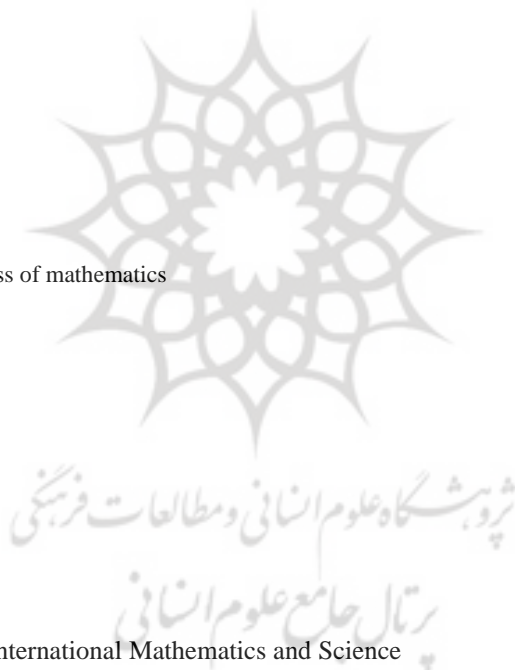 ss of mathematics
پژوهشگاه علوم انسانی و مطالعات فرهنگی
پرتال جامع علوم انسانی
nternational Mathematics and Science